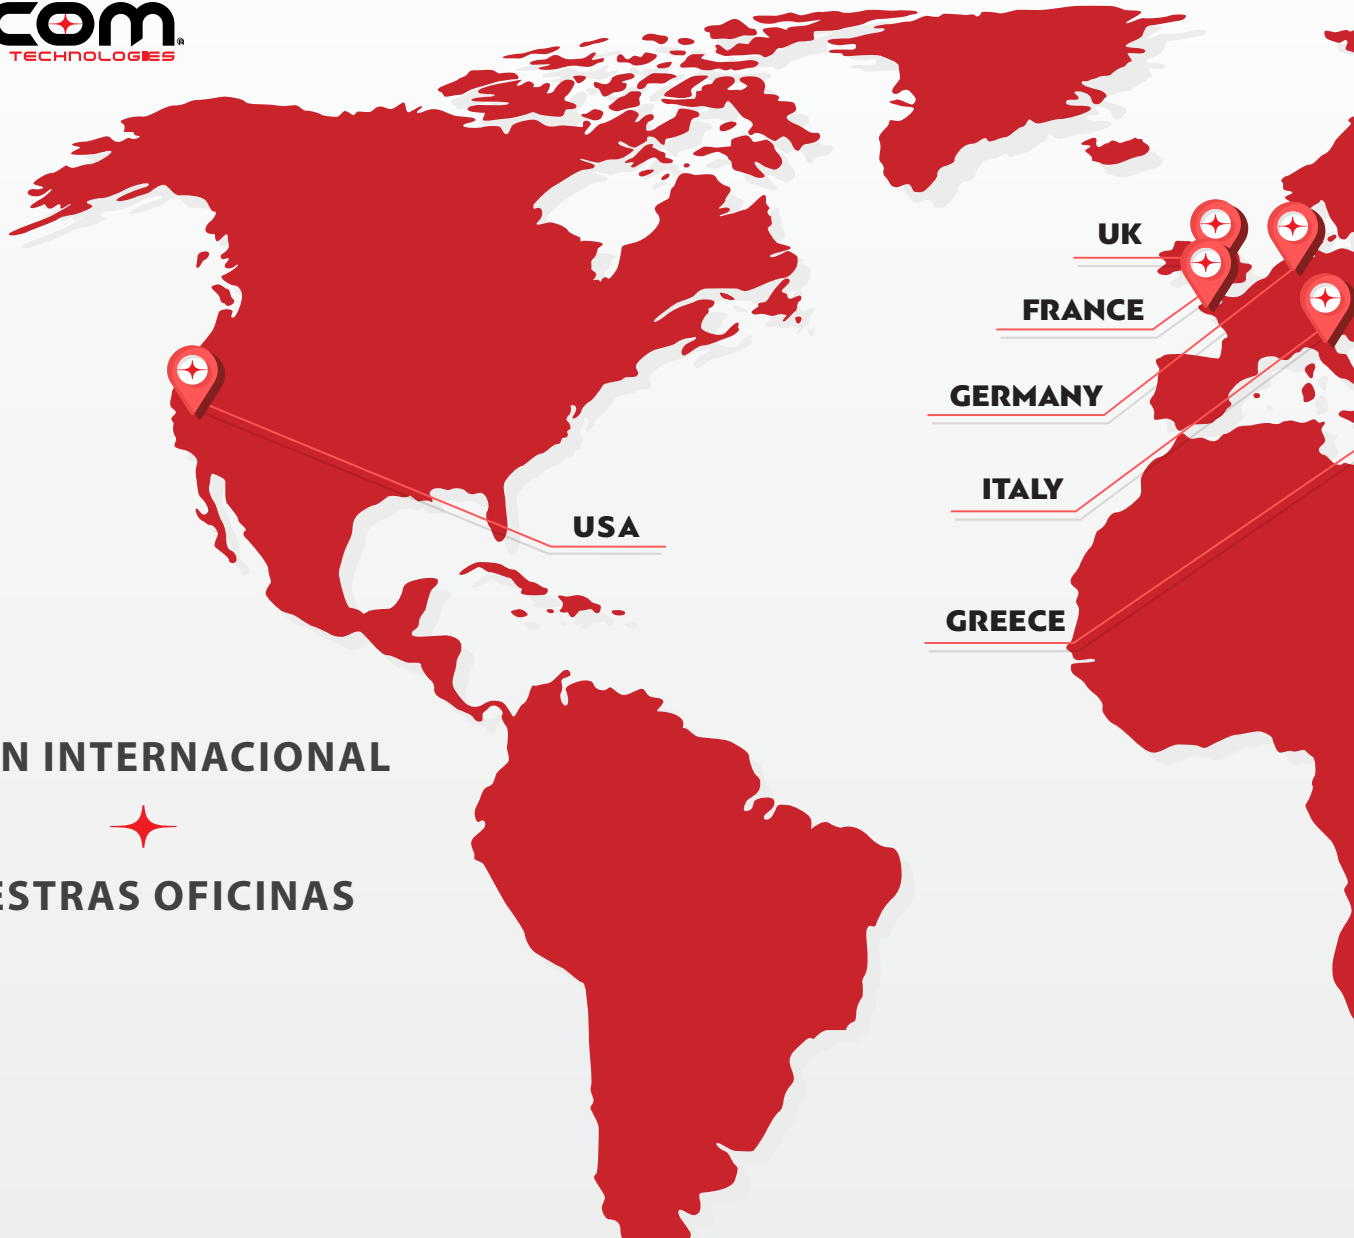 COM®
TECHNOLOGIES
UK
FRANCE
GERMANY
ITALY
USA
GREECE
N INTERNACIONAL
ESTRAS OFICINAS